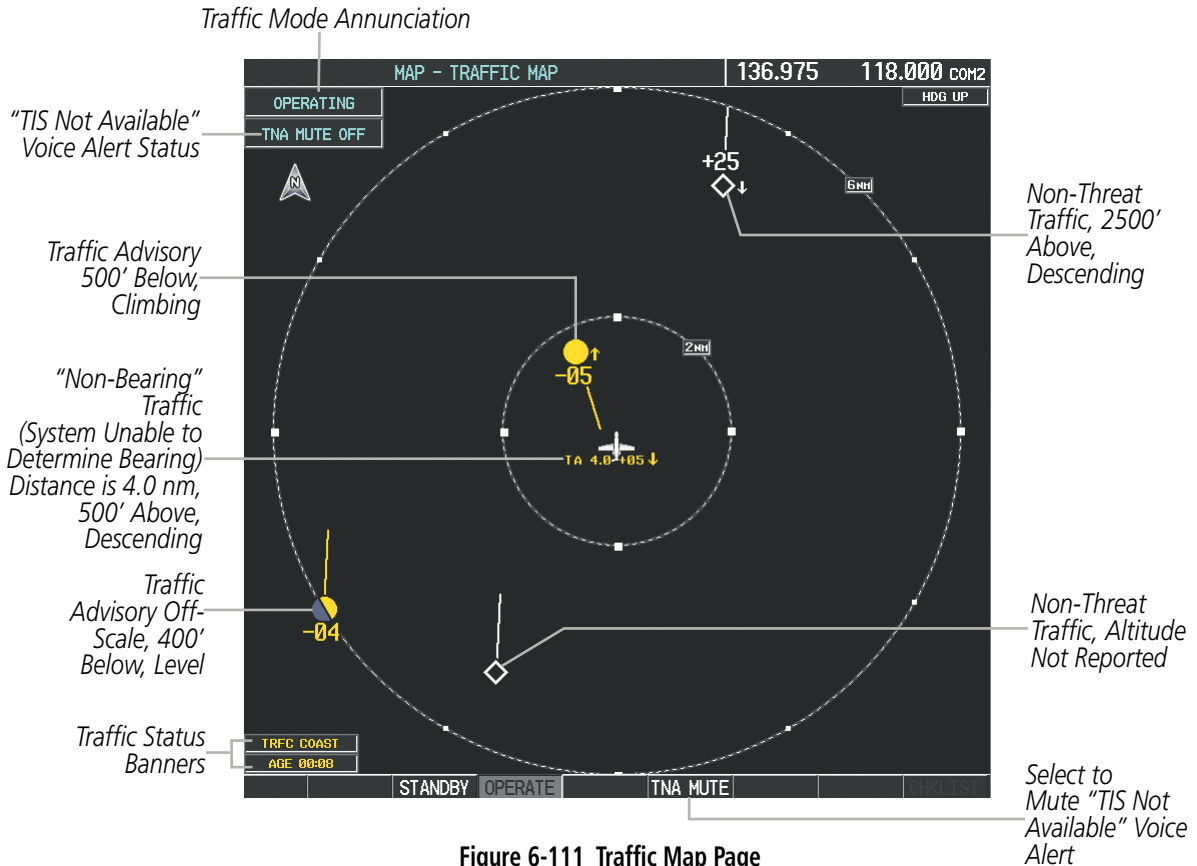 Traffic Mode Annunciation
MAP - TRAFFIC MAP
136.975
118.000 COM2
OPERATING
HDG UP
"TIS Not Available"
Voice Alert Status
TNA MUTE OFF
N
+25
6NM
Non-Threat
Traffic, 2500'
Above,
Descending
Traffic Advisory
500' Below,
Climbing
2NM
-05
"Non-Bearing"
Traffic
(System Unable to
Determine Bearing)
Distance is 4.0 nm,
500' Above,
Descending
TA 4.0 +05 ↓
Traffic
Advisory Off-
Scale, 400'
Below, Level
-04
Non-Threat
Traffic, Altitude
Not Reported
Traffic Status
Banners
TRFC COAST
AGE 00:08
STANDBY
OPERATE
TNA MUTE
CHKLIST
Select to
Mute "TIS Not
Available" Voice
Alert
Figure 6-111 Traffic Map Page